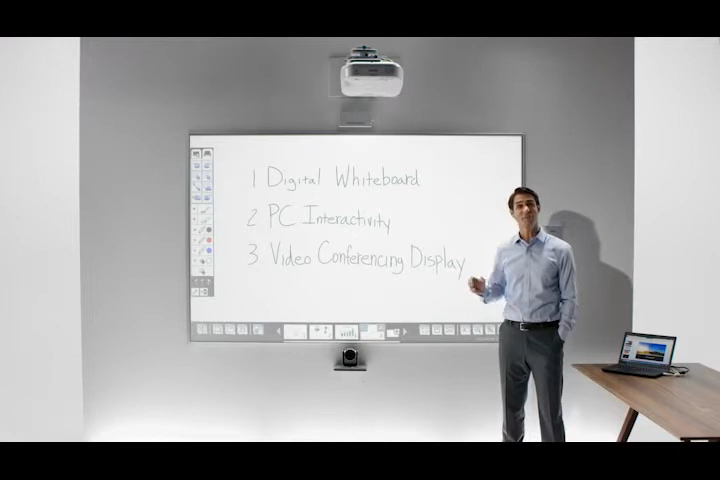 1 Digital Whiteboard
2 PC Interactivity
3 Video Conferencing Display